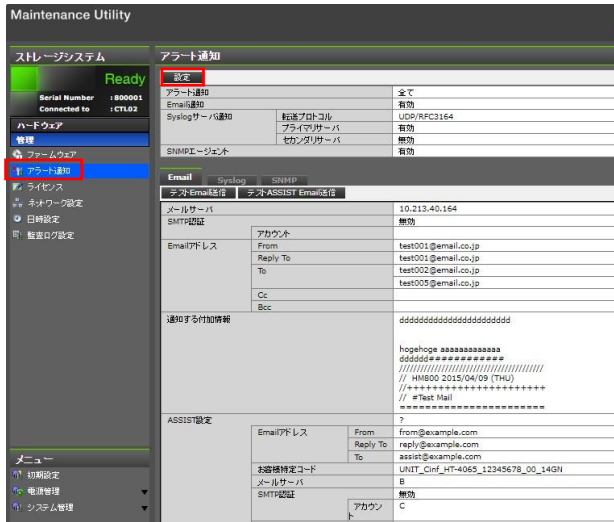 Maintenance Utility
ストレージシステム
Ready
Serial Number : 800001
Connected to : CTL02
ハードウェア
管理
ファームウェア
アラート通知
ライセンス
ネットワーク設定
日時設定
監査ログ設定
メニュー
初期設定
電源管理
システム管理
アラート通知
設定
アラート通知 全て
Email通知 有効
Syslogサーバ通知 転送プロトコル UDP/RFC3164
プライマリサーバ 有効
セカンダリサーバ 無効
SNMPエージェント 有効
Email Syslog SNMP
テストEmail送信 テストASSIST Email送信
メールサーバ 10.213.40.164
SMTP認証 無効
アカウント
Emailアドレス From test001@email.co.jp
Reply To test001@email.co.jp
To test002@email.co.jp
test005@email.co.jp
Cc
Bcc
通知する付加情報 ddddddddddddddddddddddd
hogehoge aaaaaaaaaaaaa
dddddd############
/////////////////////////////////////////
// HM800 2015/04/09 (THU)
//++++++++++++++++++++++
// #Test Mail
=======================
ASSIST設定 ?
Emailアドレス From from@example.com
Reply To reply@example.com
To assist@example.com
お客様特定コード UNIT_Cinf_HT-4065_12345678_00_14GN
メールサーバ B
SMTP認証 無効
アカウント C